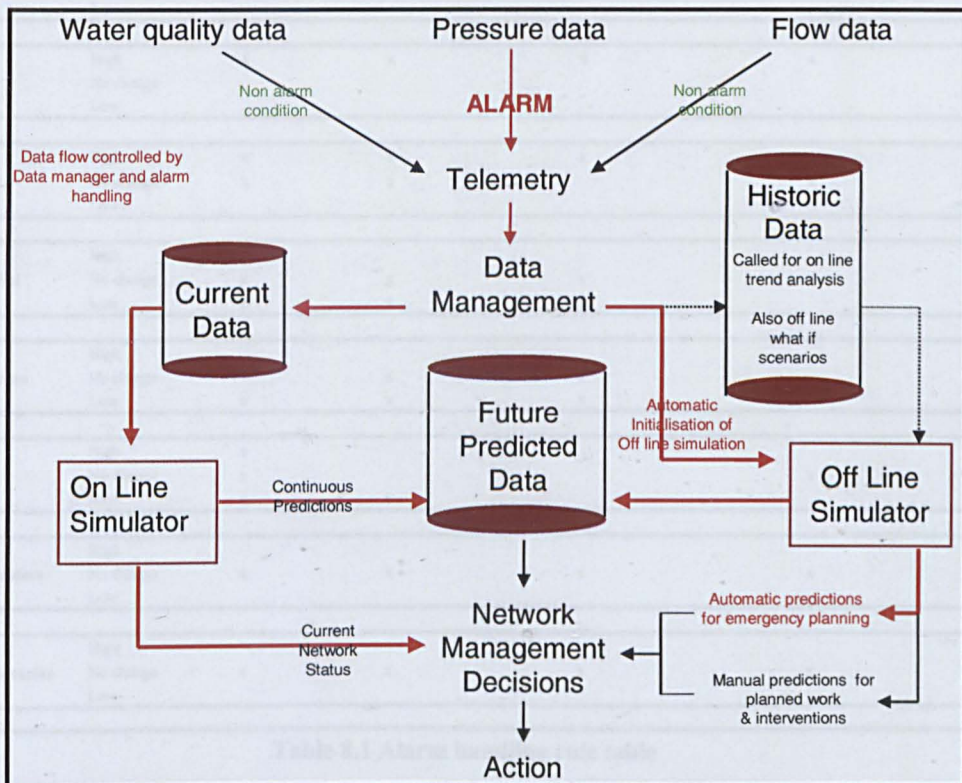 Water quality data
Pressure data
Flow data
Non alarm
condition
ALARM
Non alarm
condition
Data flow controlled by
Data manager and alarm
handling
Telemetry
Historic
Data
Called for on line
trend analysis
Also off line
what if
scenarios
Data
Management
Current
Data
Future
Predicted
Data
Automatic
Initialisation of
Off line simulation
On Line
Simulator
Continuous
Predictions
Off Line
Simulator
Automatic predictions
for emergency planning
Current
Network
Status
Network
Management
Decisions
Manual predictions for
planned work
& interventions
Table 8.1 Alarm handling rule table
Action